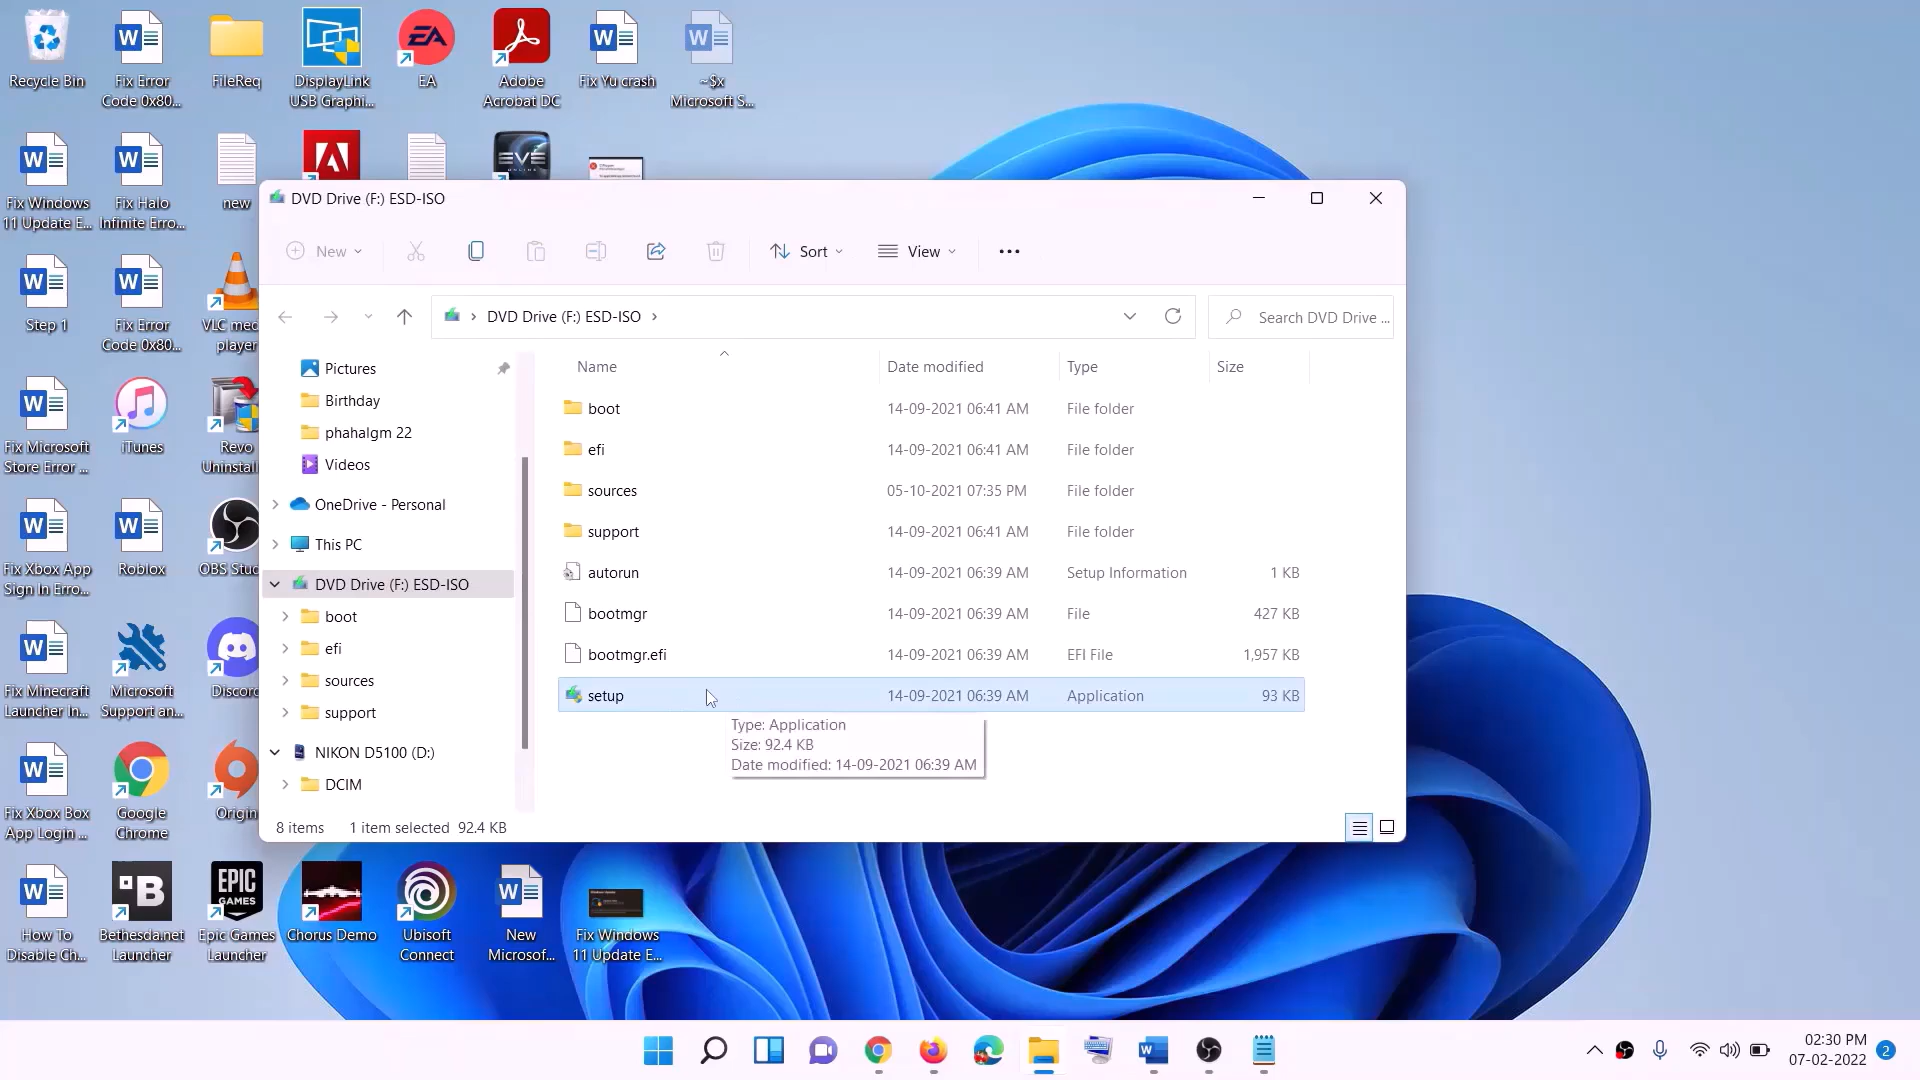 Recycle Bin
Fix Error
Code 0x80...
FileReq
DisplayLink
USB Graphi...
EA
EA
Adobe
Acrobat DC
Fix Yu crash
~$x
Microsoft S...
Fix Windows
11 Update E...
Fix Halo
Infinite Erro...
new
EVE
ONLINE
Step 1
Fix Error
Code 0x80...
VLC med
player
Fix Microsoft
Store Error ...
iTunes
Revo
Uninstall
Fix Xbox App
Sign In Erro...
Roblox
OBS Stud
Fix Minecraft
Launcher In...
Microsoft
Support an...
Discord
Fix Xbox Box
App Login ...
Google
Chrome
Origin
How To
Disable Ch...
Bethesda.net
Launcher
EPIC
GAMES
Epic Games
Launcher
Chorus Demo
Ubisoft
Connect
New
Microsof...
Fix Windows
11 Update E...
DVD Drive (F:) ESD-ISO
New
Sort
View
DVD Drive (F:) ESD-ISO
Search DVD Drive ...
Pictures
Birthday
phahalgm 22
Videos
OneDrive - Personal
This PC
DVD Drive (F:) ESD-ISO
boot
efi
sources
support
NIKON D5100 (D:)
DCIM
Name Date modified Type Size
boot 14-09-2021 06:41 AM File folder
efi 14-09-2021 06:41 AM File folder
sources 05-10-2021 07:35 PM File folder
support 14-09-2021 06:41 AM File folder
autorun 14-09-2021 06:39 AM Setup Information 1 KB
bootmgr 14-09-2021 06:39 AM File 427 KB
bootmgr.efi 14-09-2021 06:39 AM EFI File 1,957 KB
setup 14-09-2021 06:39 AM Application 93 KB
Type: Application
Size: 92.4 KB
Date modified: 14-09-2021 06:39 AM
8 items 1 item selected 92.4 KB
02:30 PM
07-02-2022
2